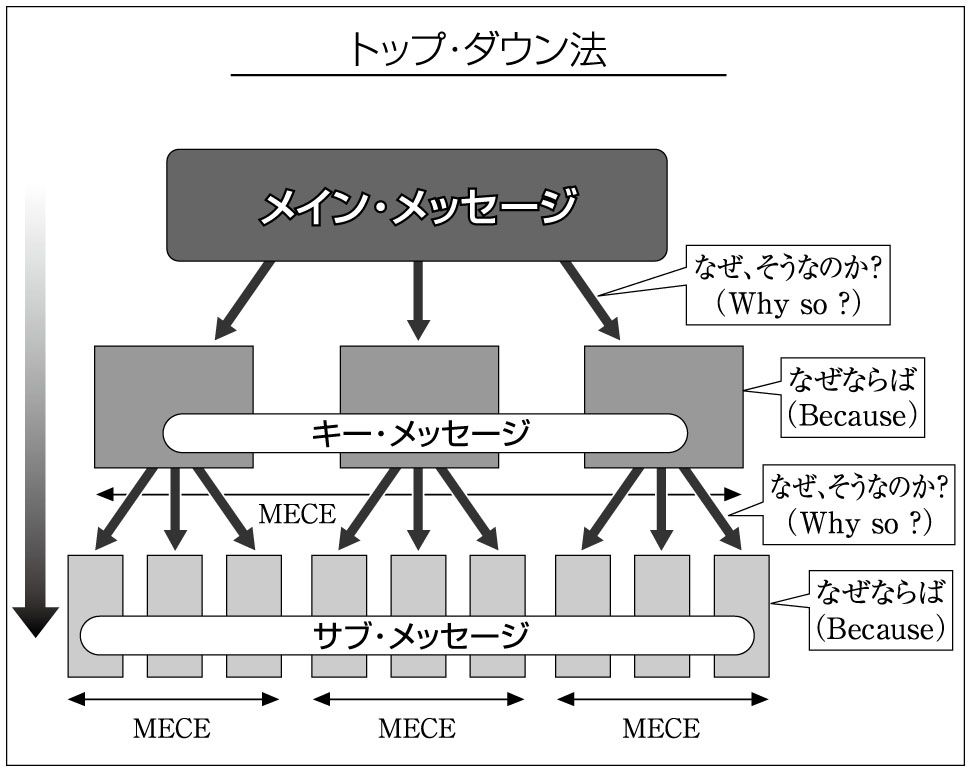 トップ・ダウン法
メイン・メッセージ
なぜ、そうなのか?
(Why so ?)
なぜならば
(Because)
キー・メッセージ
MECE
なぜ、そうなのか?
(Why so ?)
なぜならば
(Because)
サブ・メッセージ
MECE
MECE
MECE